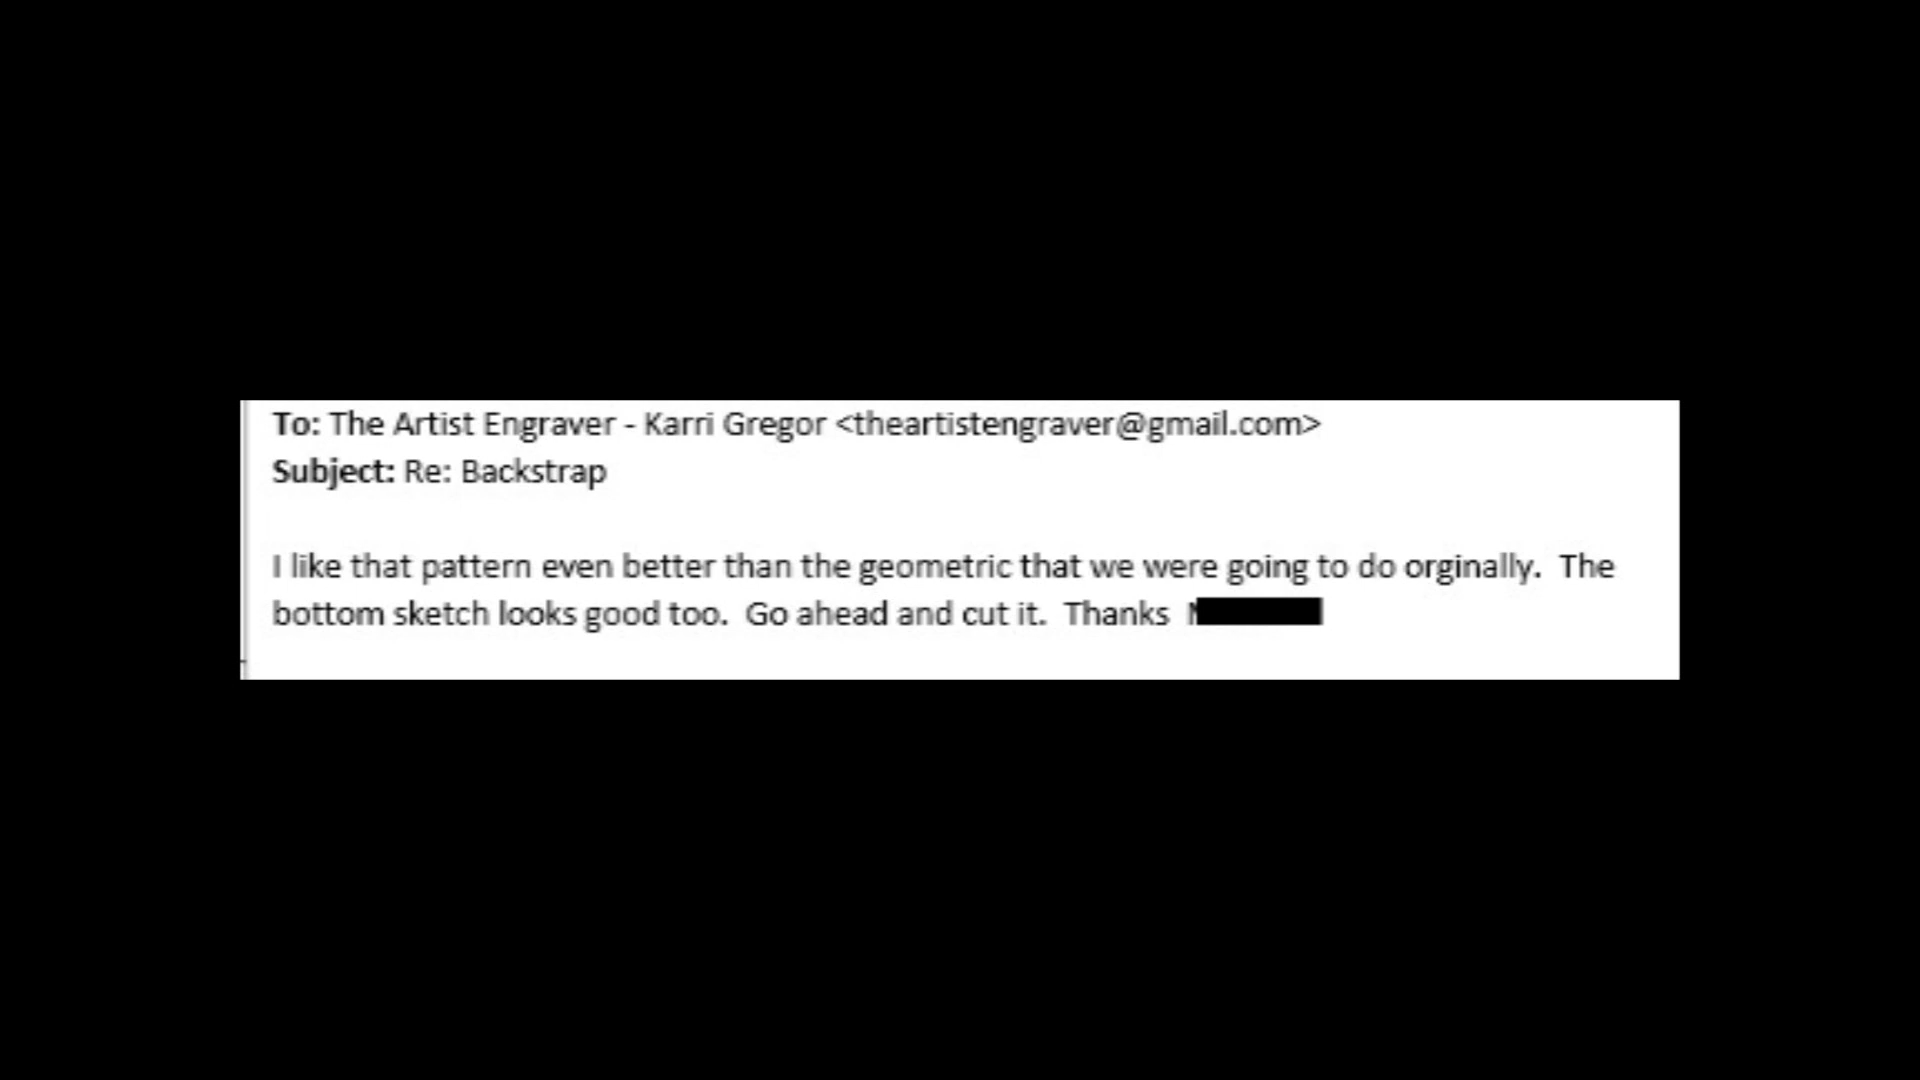 To: The Artist Engraver - Karri Gregor <theartistengraver@gmail.com>
Subject: Re: Backstrap
I like that pattern even better than the geometric that we were going to do orginally. The
bottom sketch looks good too. Go ahead and cut it. Thanks